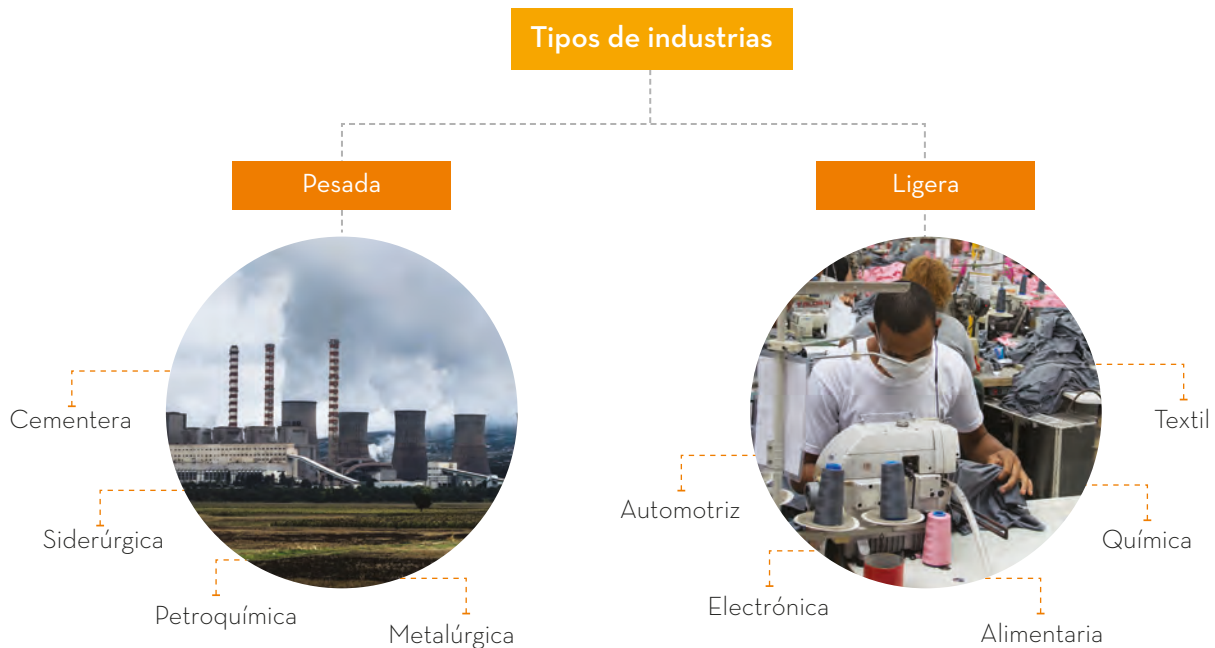 Tipos de industrias
Pesada
Ligera
Cementera
Siderúrgica
Petroquímica
Metalúrgica
Automotriz
Electrónica
Textil
Química
Alimentaria